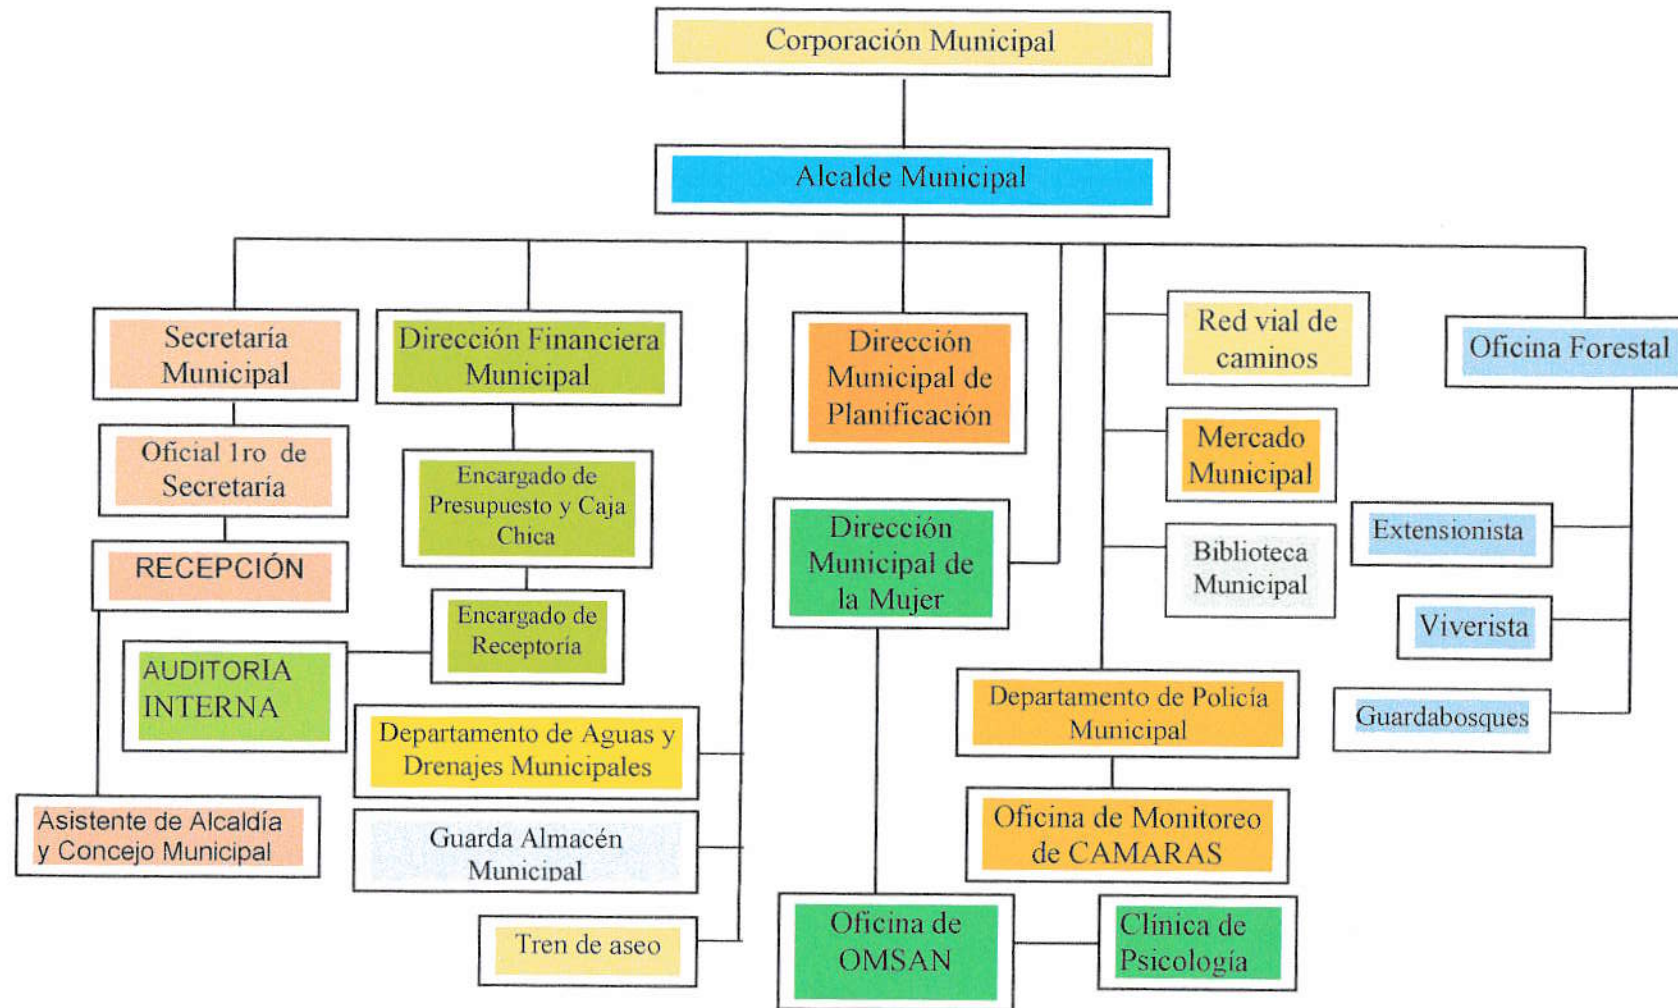 Corporación Municipal
Alcalde Municipal
Secretaría
Municipal
Dirección Financiera
Municipal
Dirección
Municipal de
Planificación
Red vial de
caminos
Oficina Forestal
Oficial 1ro de
Secretaría
Encargado de
Presupuesto y Caja
Chica
Mercado
Municipal
Dirección
Municipal de
la Mujer
Extensionista
RECEPCIÓN
Biblioteca
Municipal
Encargado de
Receptoría
Viverista
AUDITORIA
INTERNA
Departamento de Policía
Municipal
Guardabosques
Departamento de Aguas y
Drenajes Municipales
Asistente de Alcaldía
y Concejo Municipal
Guarda Almacén
Municipal
Oficina de Monitoreo
de CAMARAS
Tren de aseo
Oficina de
OMSAN
Clínica de
Psicología